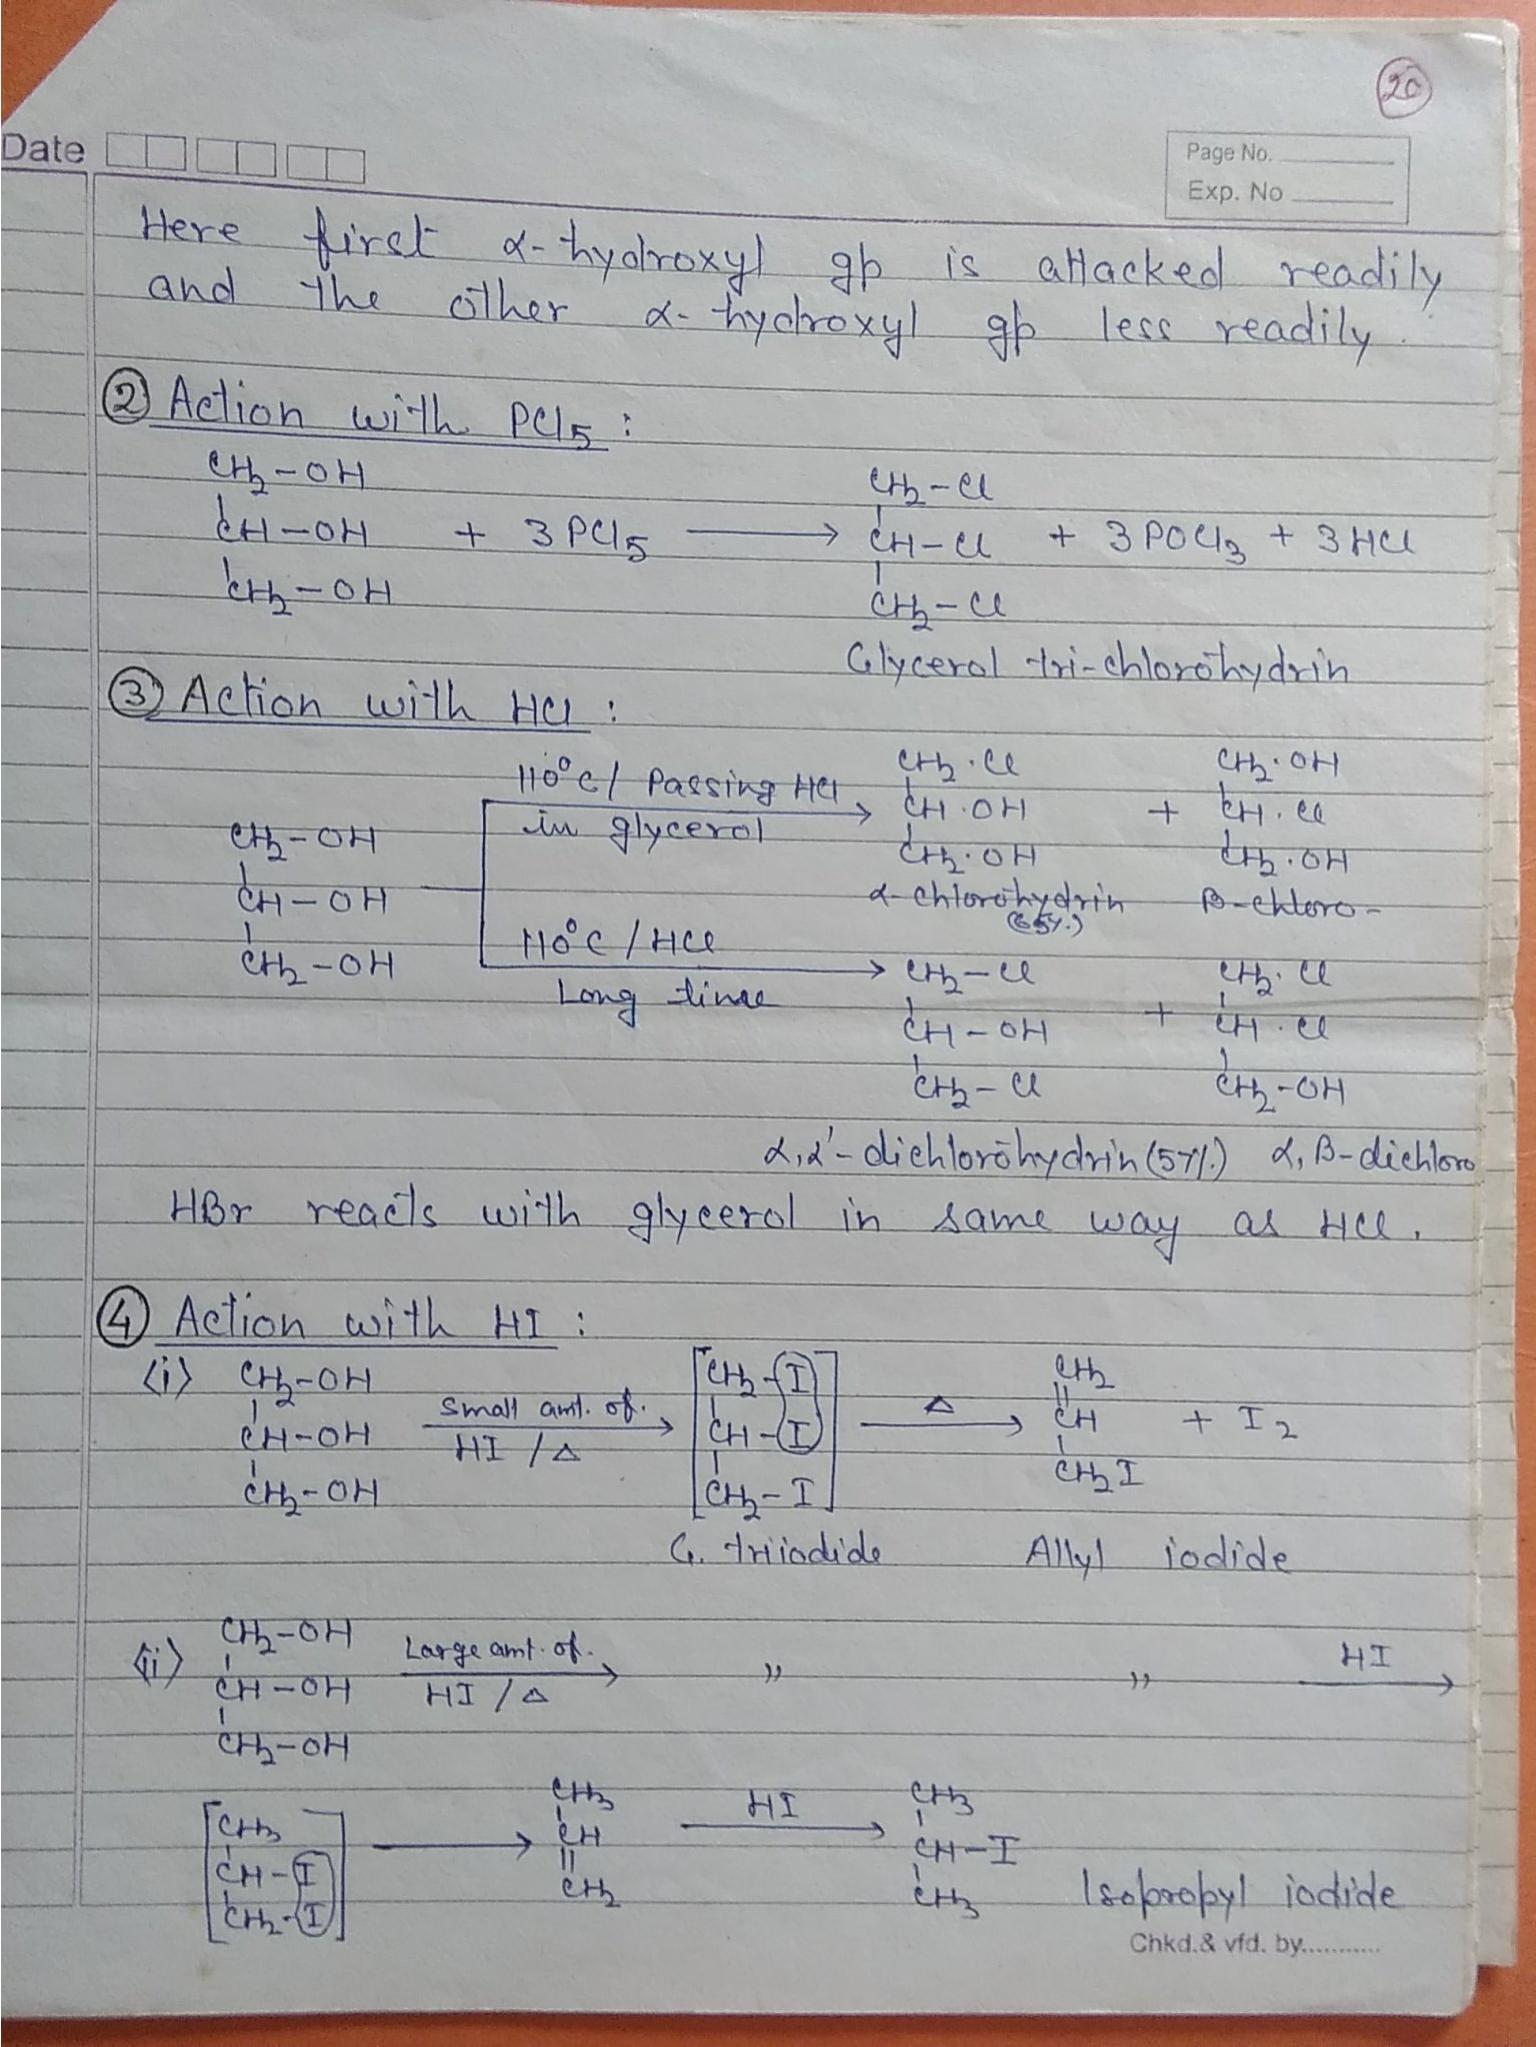 20
Date
Page No.
Exp. No
Here first α-hydroxyl gp is attacked readily
and the other α-hydroxyl gp less readily.
② Action with PCl5 :
CH2-OH CH2-Cl
CH-OH + 3PCl5 ⟶ CH-Cl + 3POCl3 + 3HCl
CH2-OH CH2-Cl
Glycerol tri-chlorohydrin
③ Action with HCl :
110°C / Passing HCl in glycerol ⟶
CH2.Cl CH2.OH
CH.OH + CH.Cl
CH2.OH CH2.OH
α-chlorohydrin β-chloro-
CH2-OH
CH-OH
CH2-OH
110°C / HCl Long time ⟶
CH2-Cl CH2.Cl
CH-OH + CH.Cl
CH2-Cl CH2-OH
α,α'-dichlorohydrin (57%) α,β-dichloro
HBr reacts with glycerol in same way as HCl.
④ Action with HI :
(i) CH2-OH [CH2-I] CH2
CH-OH Small amt. of HI / Δ ⟶ [CH-I] Δ ⟶ || CH + I2
CH2-OH [CH2-I] CH2I
G. triiodide Allyl iodide
(ii) CH2-OH
CH-OH Large amt. of HI / Δ ⟶ " " HI ⟶
CH2-OH
[CH3 CH3 CH3
CH-I ⟶ CH HI ⟶ CH-I
CH2-I] || CH2 CH3 Isopropyl iodide
Chkd.& vfd. by............